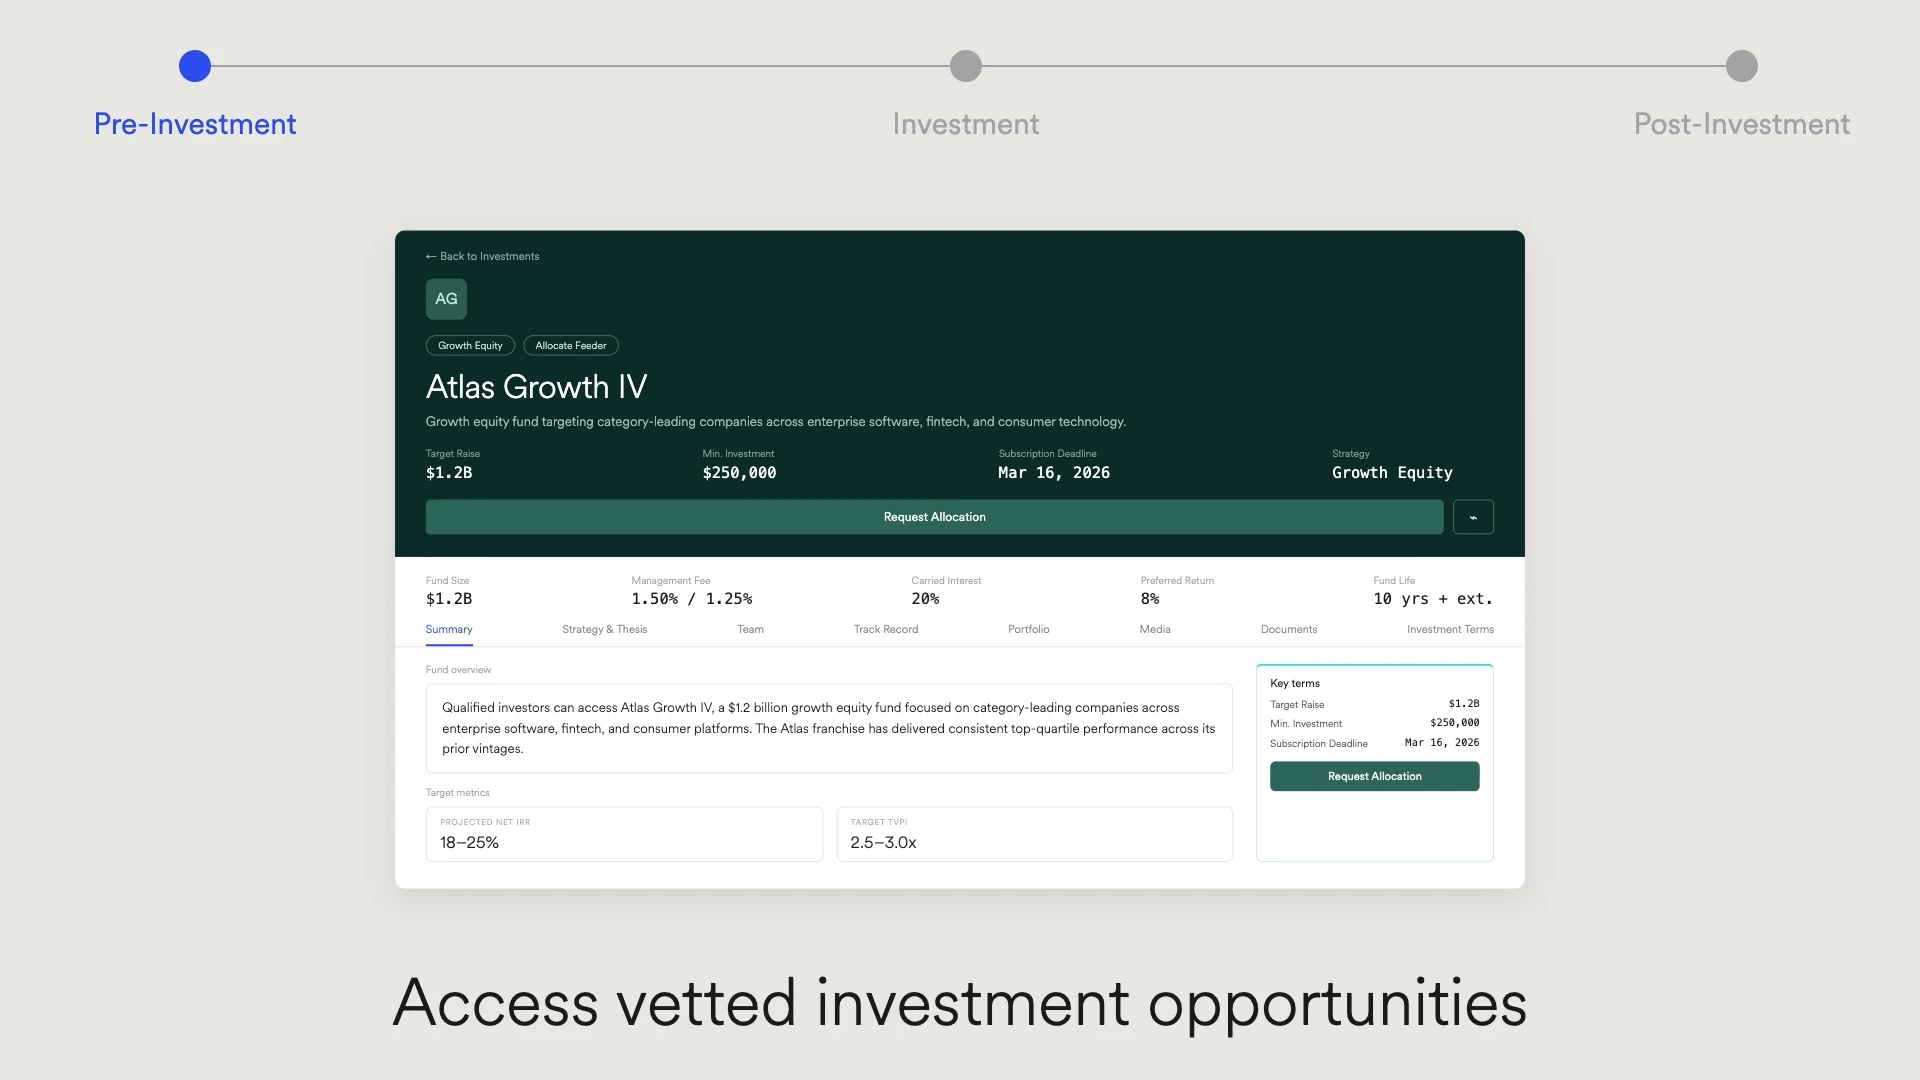 Pre-Investment
Investment
Post-Investment
← Back to Investments
AG
Growth Equity
Allocate Feeder
Atlas Growth IV
Growth equity fund targeting category-leading companies across enterprise software, fintech, and consumer technology.
Target Raise
$1.2B
Min. Investment
$250,000
Subscription Deadline
Mar 16, 2026
Strategy
Growth Equity
Request Allocation
Fund Size
$1.2B
Management Fee
1.50% / 1.25%
Carried Interest
20%
Preferred Return
8%
Fund Life
10 yrs + ext.
Summary
Strategy & Thesis
Team
Track Record
Portfolio
Media
Documents
Investment Terms
Fund overview
Qualified investors can access Atlas Growth IV, a $1.2 billion growth equity fund focused on category-leading companies across
enterprise software, fintech, and consumer platforms. The Atlas franchise has delivered consistent top-quartile performance across its
prior vintages.
Target metrics
PROJECTED NET IRR
18–25%
TARGET TVPI
2.5–3.0x
Key terms
Target Raise $1.2B
Min. Investment $250,000
Subscription Deadline Mar 16, 2026
Request Allocation
Access vetted investment opportunities